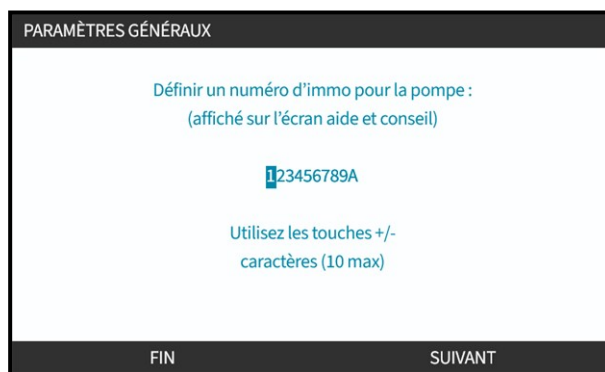 PARAMÈTRES GÉNÉRAUX
Définir un numéro d’immo pour la pompe :
(affiché sur l’écran aide et conseil)
123456789A
Utilisez les touches +/-
caractères (10 max)
FIN SUIVANT